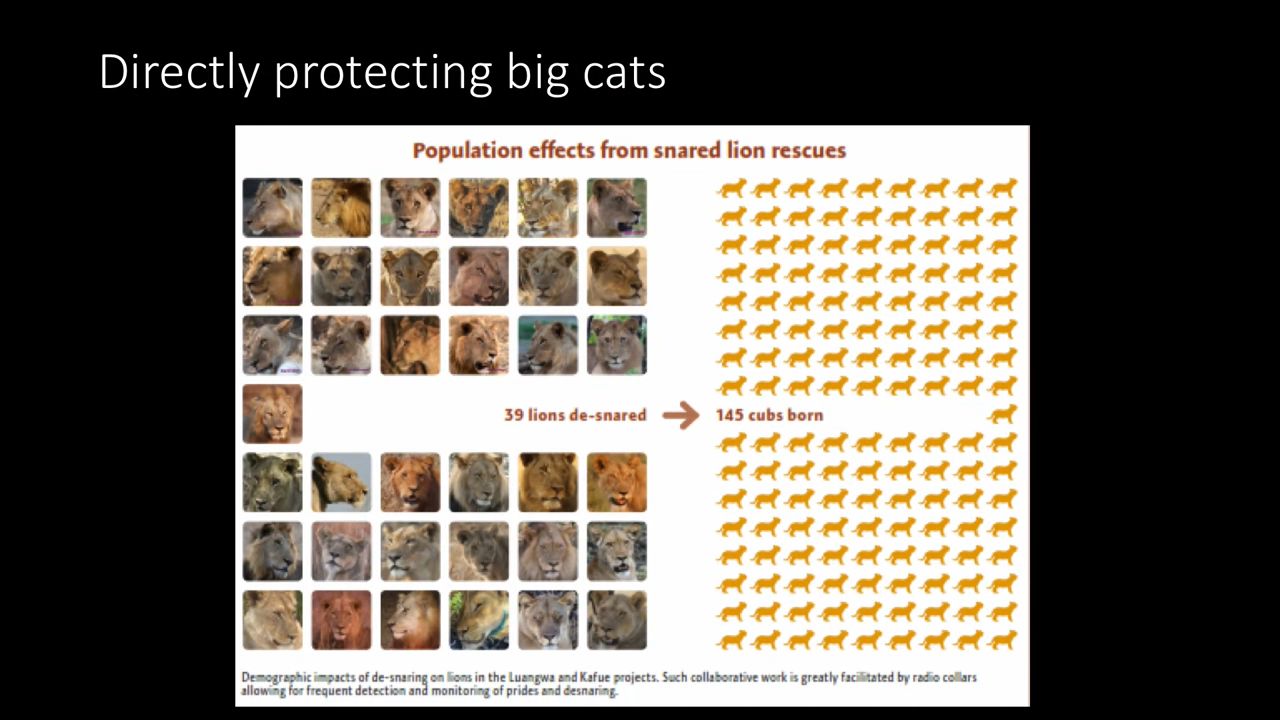 Directly protecting big cats
Population effects from snared lion rescues
39 lions de-snared
145 cubs born
Demographic impacts of de-snaring on lions in the Luangwa and Kafue projects. Such collaborative work is greatly facilitated by radio collars
allowing for frequent detection and monitoring of prides and desnaring.